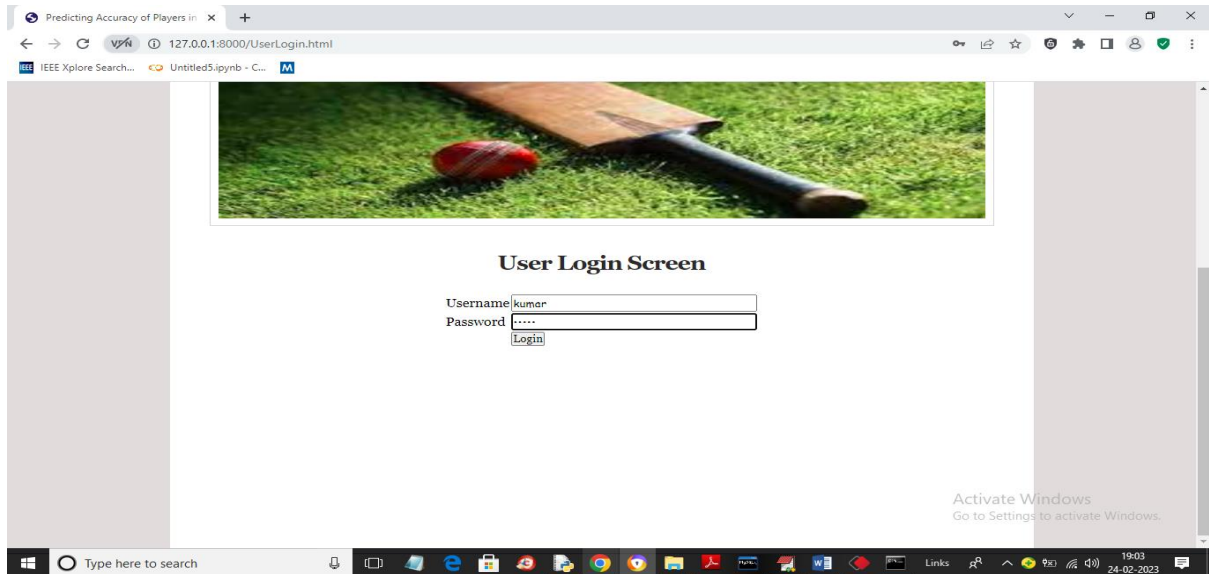 Predicting Accuracy of Players in
VPN 127.0.0.1:8000/UserLogin.html
IEEE IEEE Xplore Search... Untitled5.ipynb - C... M
User Login Screen
Username kumar
Password •••••
Login
Activate Windows
Go to Settings to activate Windows.
Type here to search
Links
19:03
24-02-2023